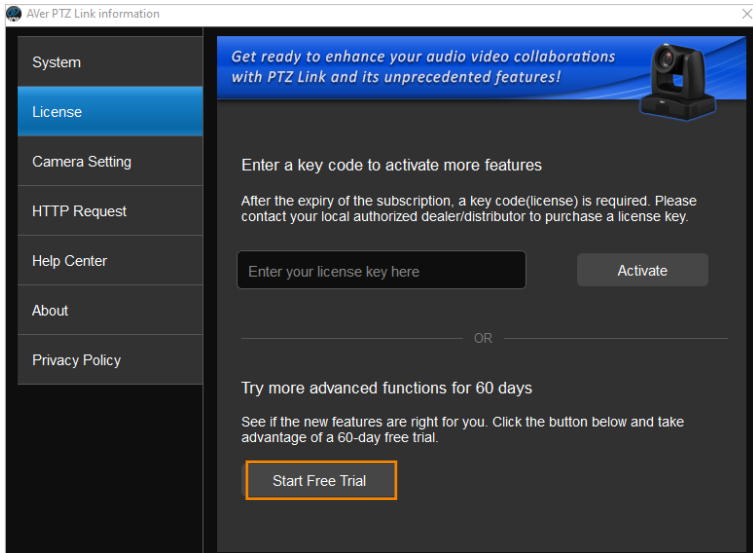 AVer PTZ Link information
System
License
Camera Setting
HTTP Request
Help Center
About
Privacy Policy
Get ready to enhance your audio video collaborations
with PTZ Link and its unprecedented features!
Enter a key code to activate more features
After the expiry of the subscription, a key code(license) is required. Please
contact your local authorized dealer/distributor to purchase a license key.
Enter your license key here
Activate
OR
Try more advanced functions for 60 days
See if the new features are right for you. Click the button below and take
advantage of a 60-day free trial.
Start Free Trial